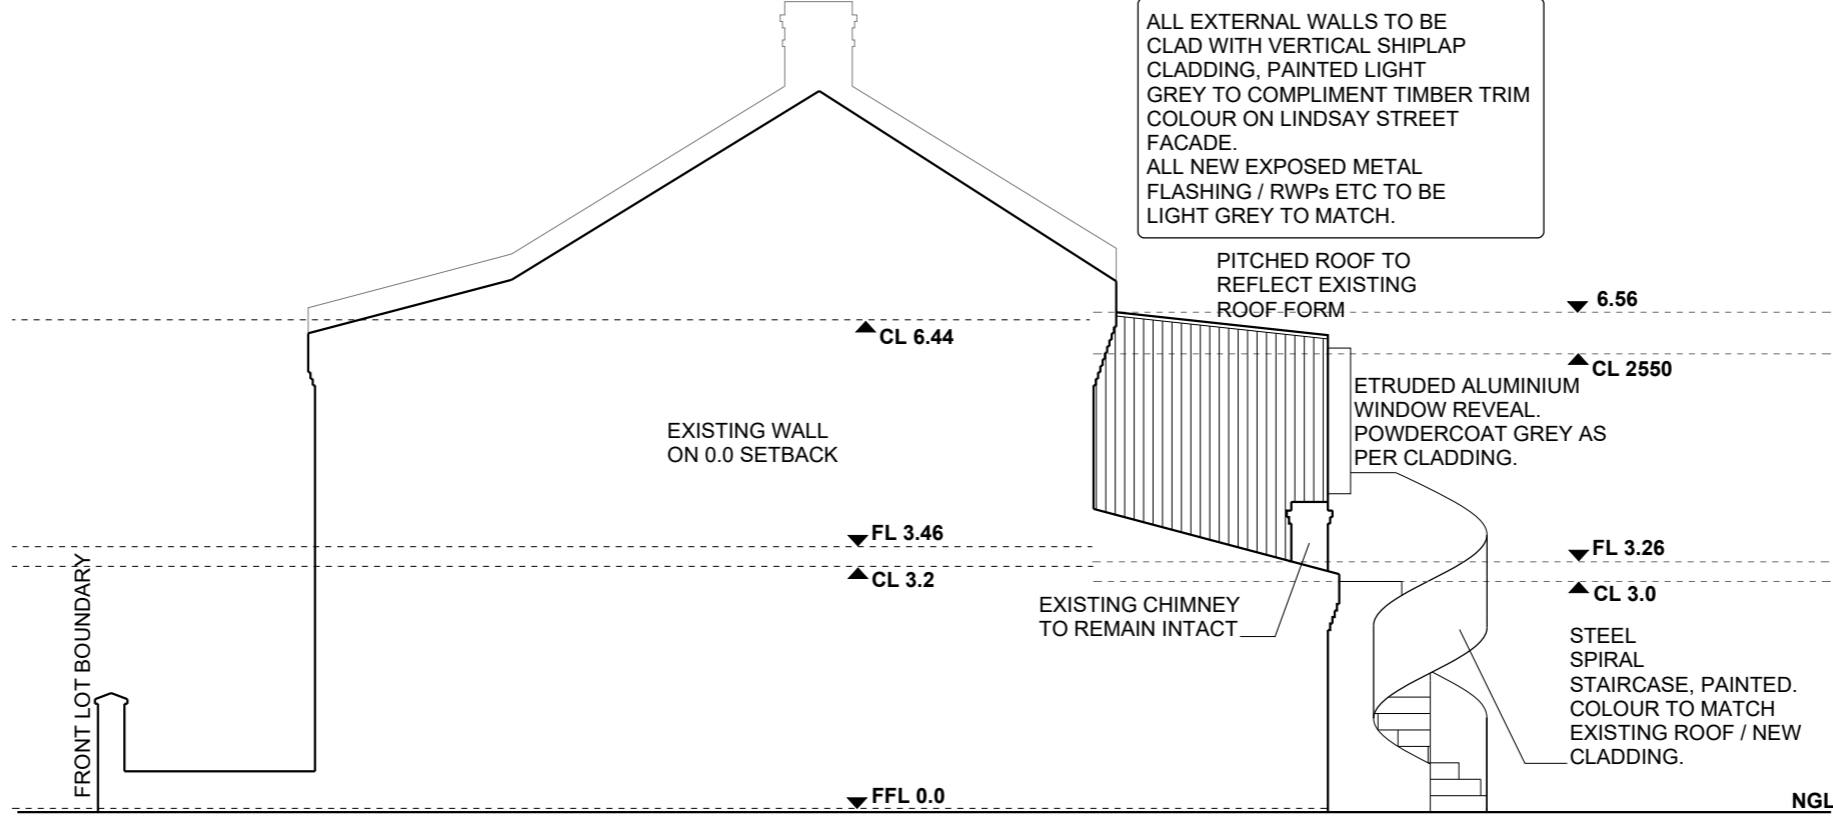 ALL EXTERNAL WALLS TO BE
CLAD WITH VERTICAL SHIPLAP
CLADDING, PAINTED LIGHT
GREY TO COMPLIMENT TIMBER TRIM
COLOUR ON LINDSAY STREET
FACADE.
ALL NEW EXPOSED METAL
FLASHING / RWPs ETC TO BE
LIGHT GREY TO MATCH.
PITCHED ROOF TO
REFLECT EXISTING
ROOF FORM
6.56
CL 6.44
CL 2550
ETRUDED ALUMINIUM
WINDOW REVEAL.
POWDERCOAT GREY AS
PER CLADDING.
EXISTING WALL
ON 0.0 SETBACK
FL 3.46
CL 3.2
FL 3.26
CL 3.0
EXISTING CHIMNEY
TO REMAIN INTACT
STEEL
SPIRAL
STAIRCASE, PAINTED.
COLOUR TO MATCH
EXISTING ROOF / NEW
CLADDING.
FRONT LOT BOUNDARY
FFL 0.0
NGL